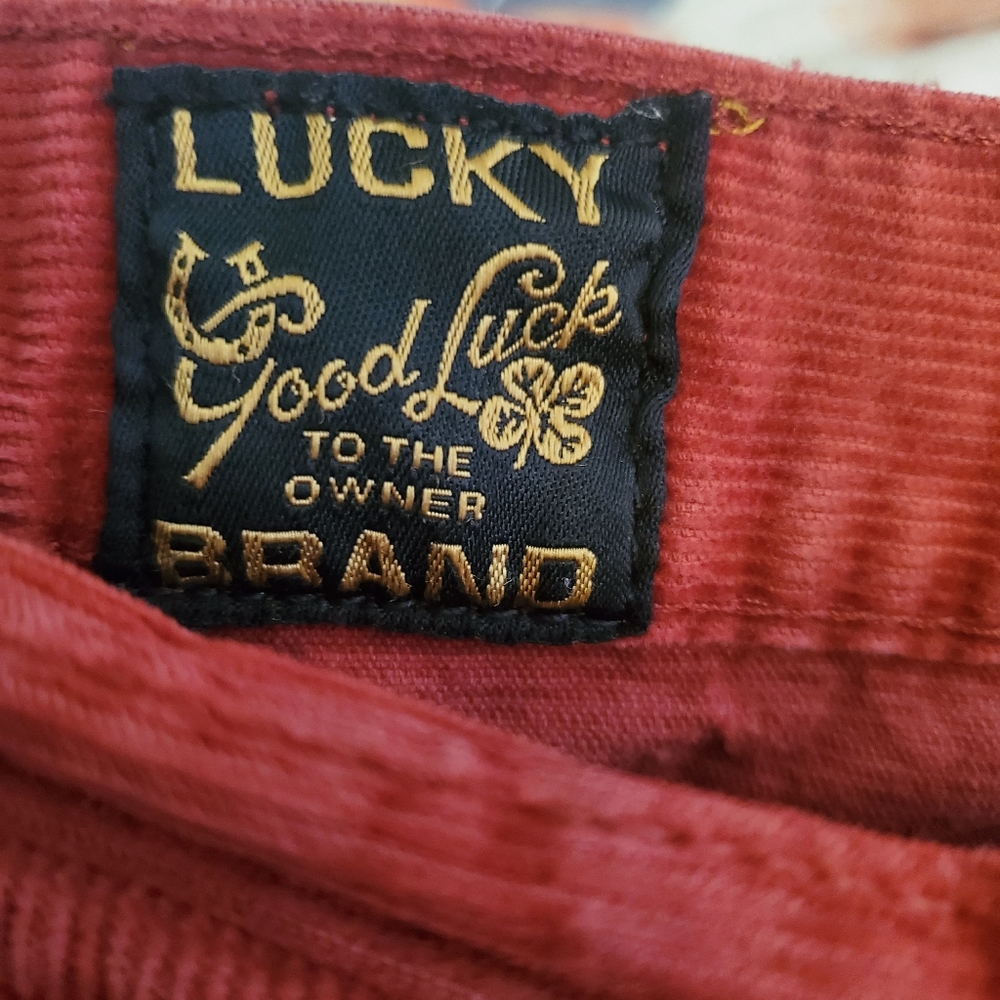 LUCKY
Good Luck
TO THE
OWNER
BRAND